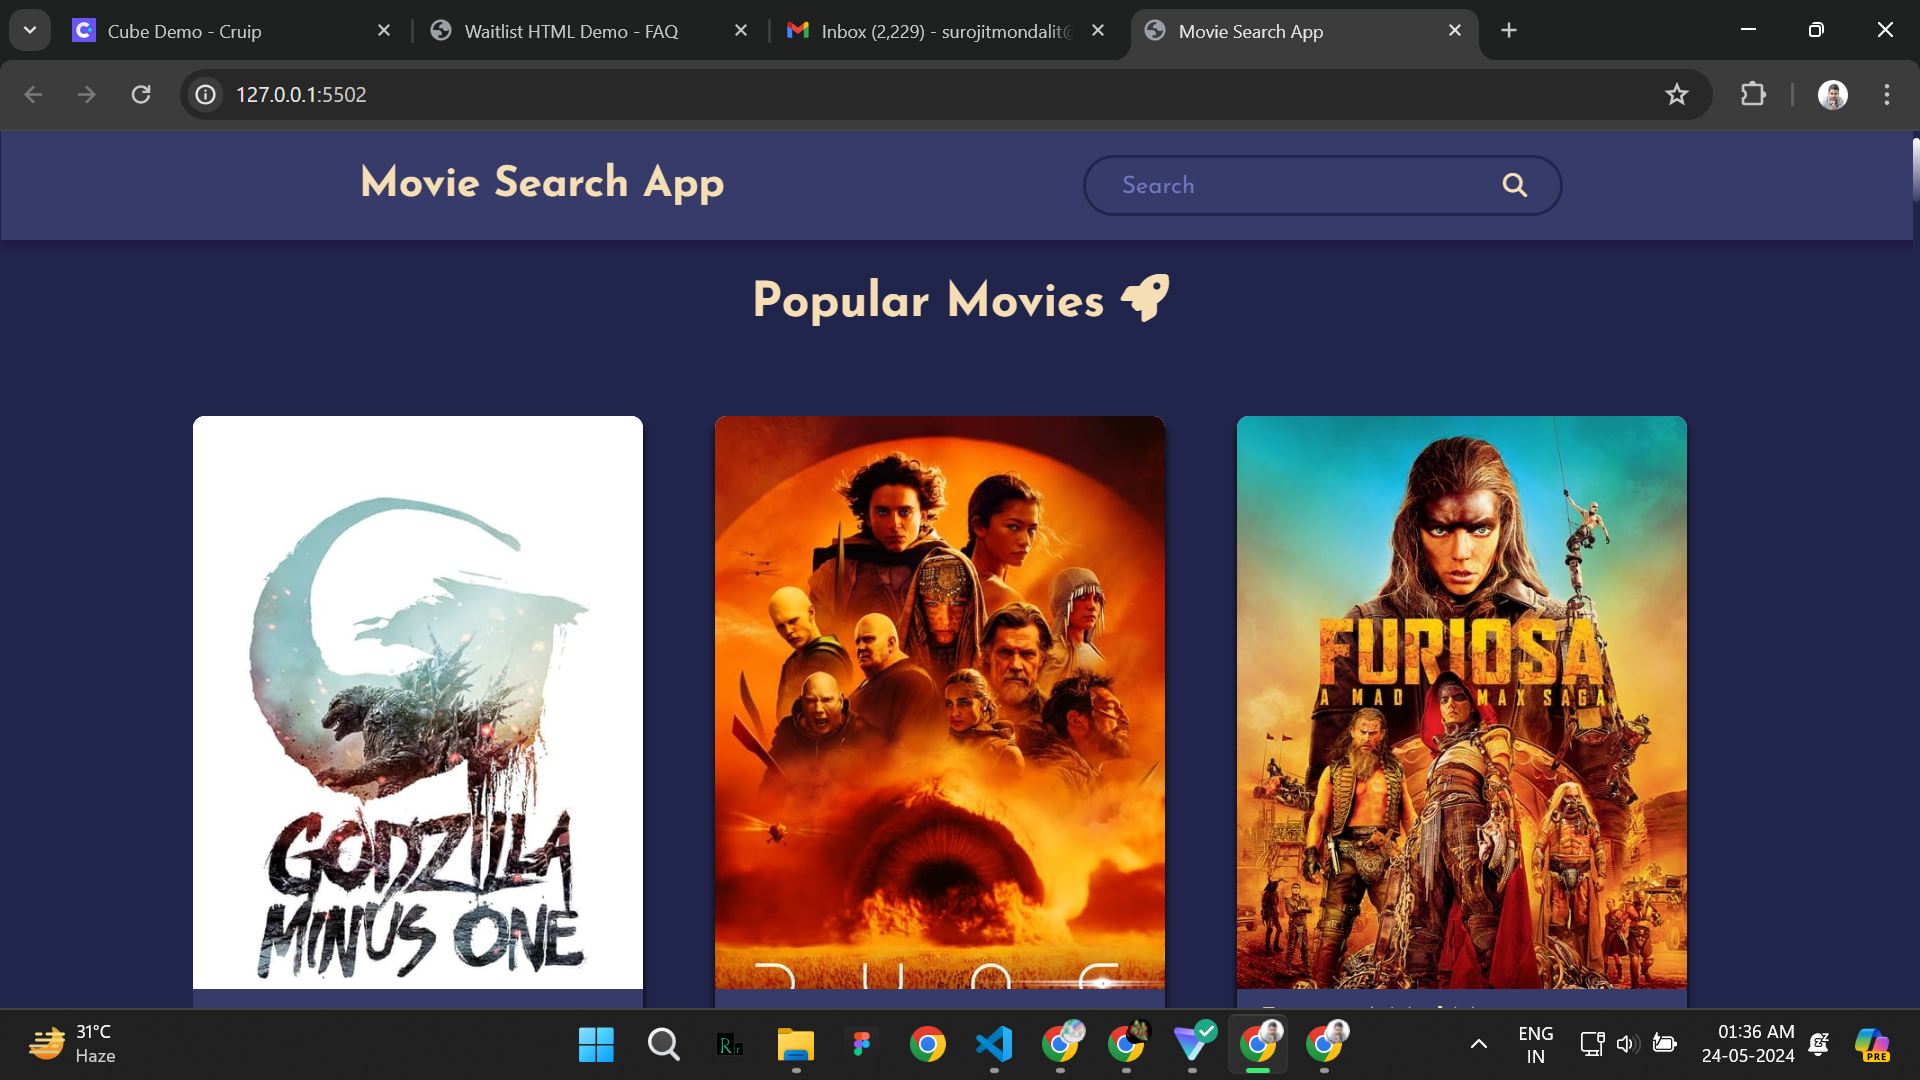 Cube Demo - Cruip
Waitlist HTML Demo - FAQ
Inbox (2,229) - surojitmondalit@
Movie Search App
127.0.0.1:5502
Movie Search App
Search
Popular Movies
GODZILLA
MINUS ONE
DUNE
FURIOSA
A MAD MAX SAGA
31°C
Haze
Rr
ENG
IN
01:36 AM
24-05-2024
PRE